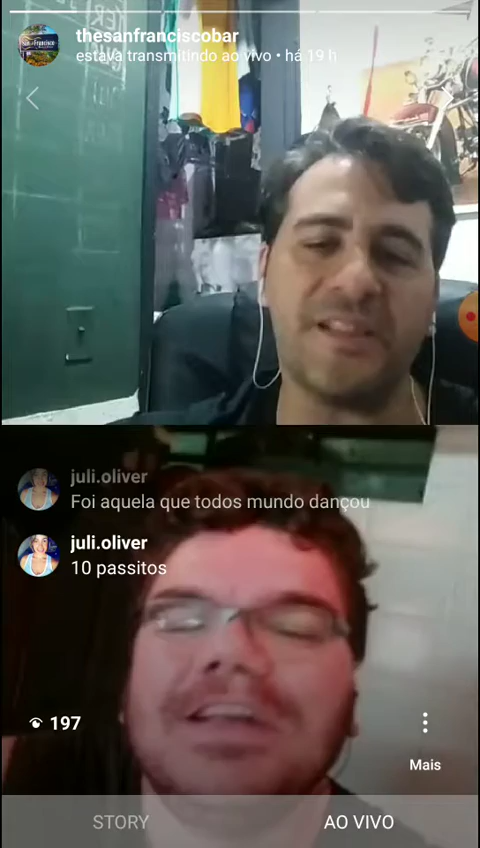 thesanfranciscobar
estava transmitindo ao vivo • há 19 h
juli.oliver
Foi aquela que todos mundo dançou
juli.oliver
10 passitos
197
Mais
STORY
AO VIVO